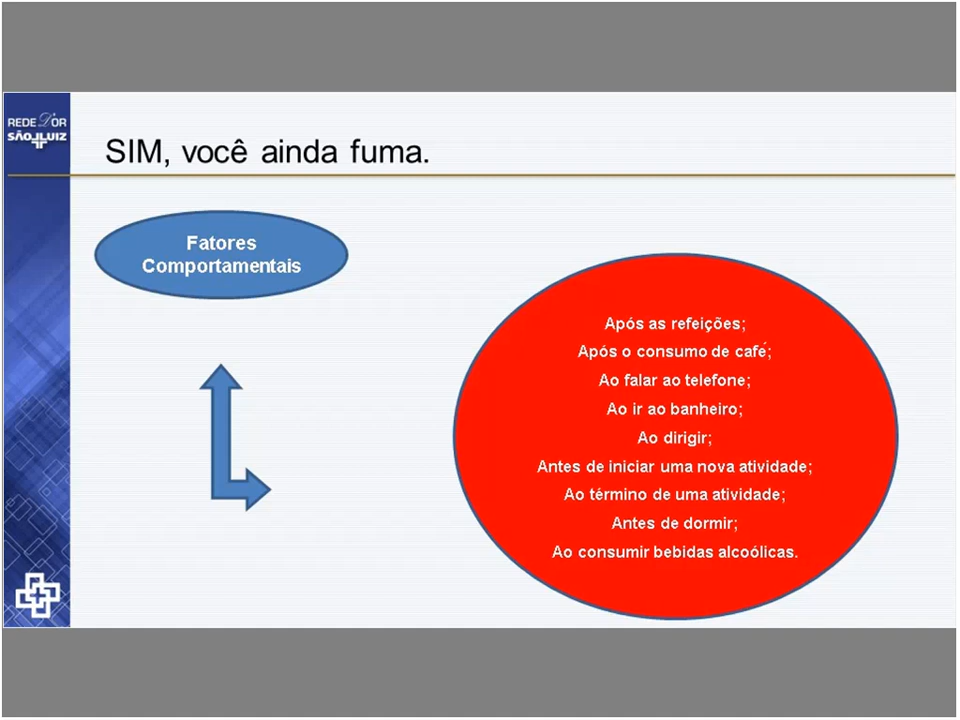 REDE D'OR
SÃO LUIZ
SIM, você ainda fuma.
Fatores
Comportamentais
Após as refeições;
Após o consumo de café;
Ao falar ao telefone;
Ao ir ao banheiro;
Ao dirigir;
Antes de iniciar uma nova atividade;
Ao término de uma atividade;
Antes de dormir;
Ao consumir bebidas alcoólicas.